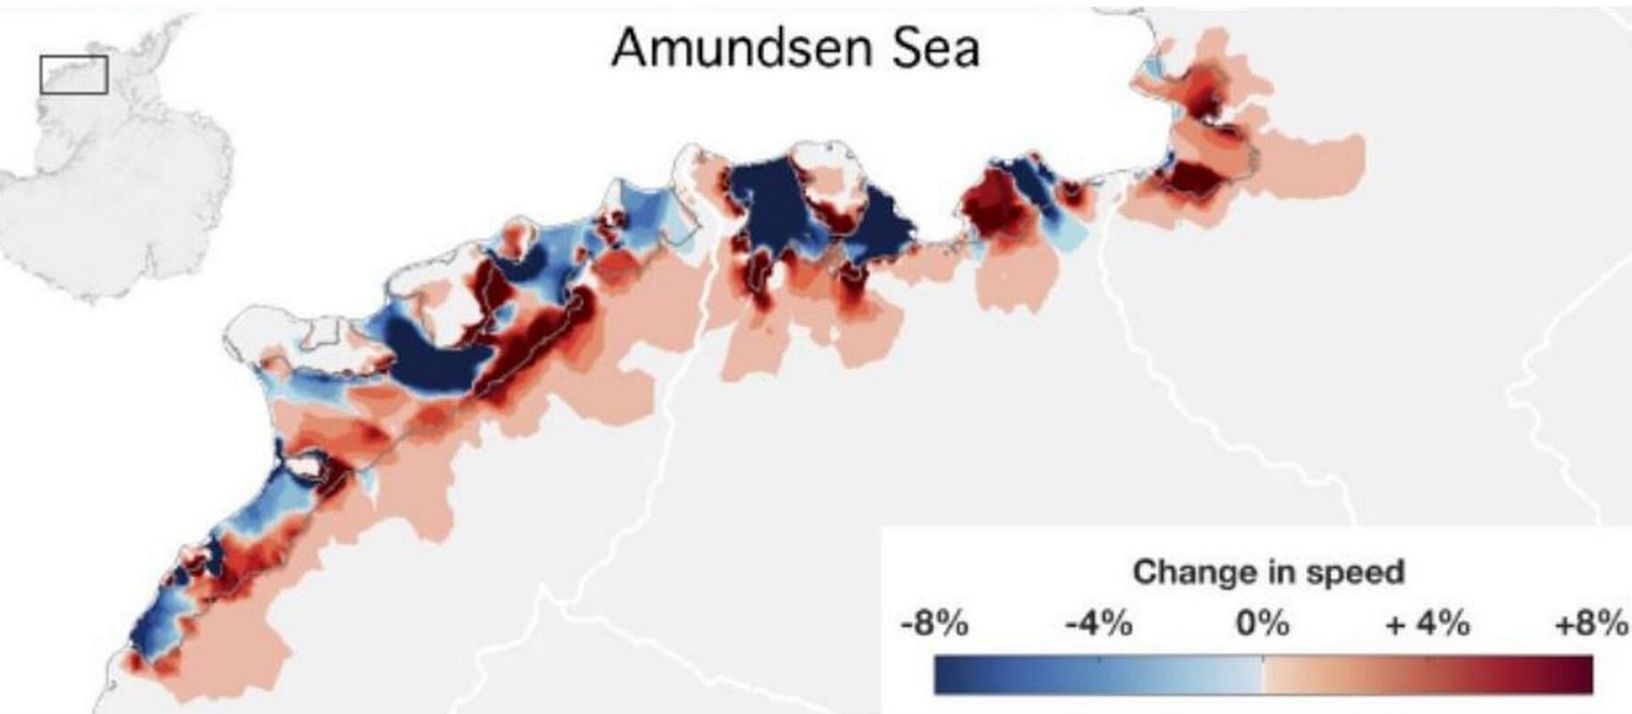 Amundsen Sea
Change in speed
-8% -4% 0% + 4% +8%